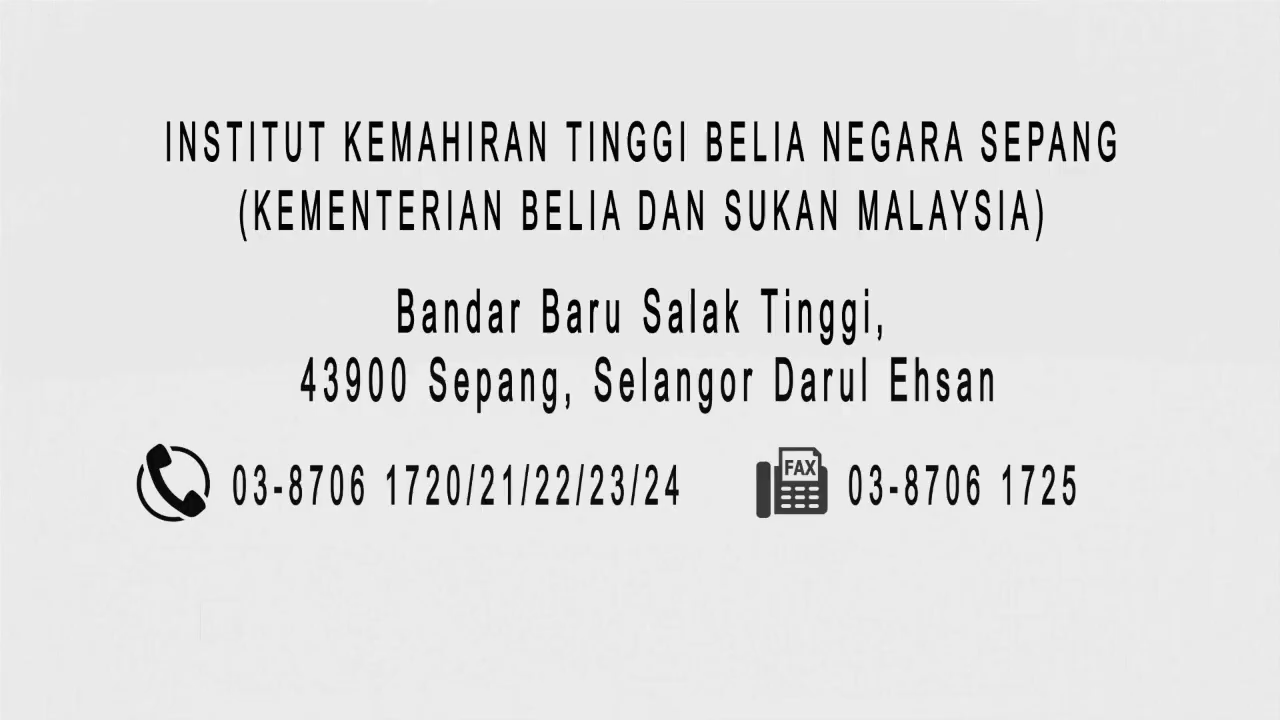 INSTITUT KEMAHIRAN TINGGI BELIA NEGARA SEPANG
(KEMENTERIAN BELIA DAN SUKAN MALAYSIA)
Bandar Baru Salak Tinggi,
43900 Sepang, Selangor Darul Ehsan
03-8706 1720/21/22/23/24
FAX 03-8706 1725